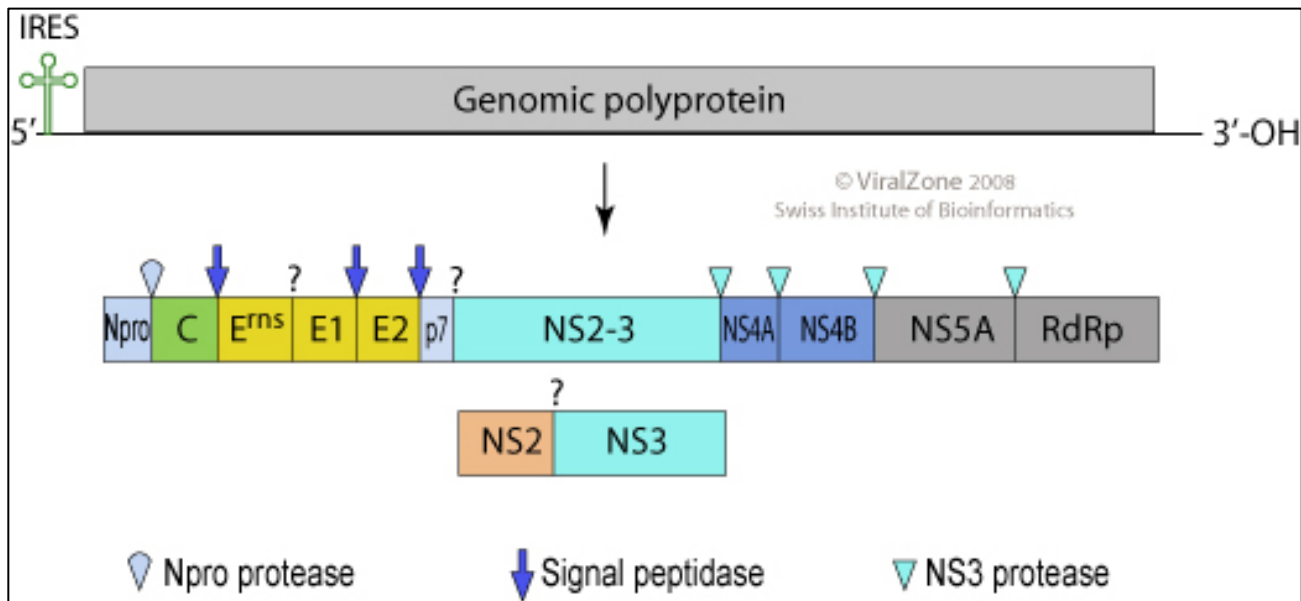 IRES
Genomic polyprotein
5′ 3′-OH
© ViralZone 2008
Swiss Institute of Bioinformatics
? ?
Npro C Erns E1 E2 p7 NS2-3 NS4A NS4B NS5A RdRp
?
NS2 NS3
Npro protease Signal peptidase NS3 protease